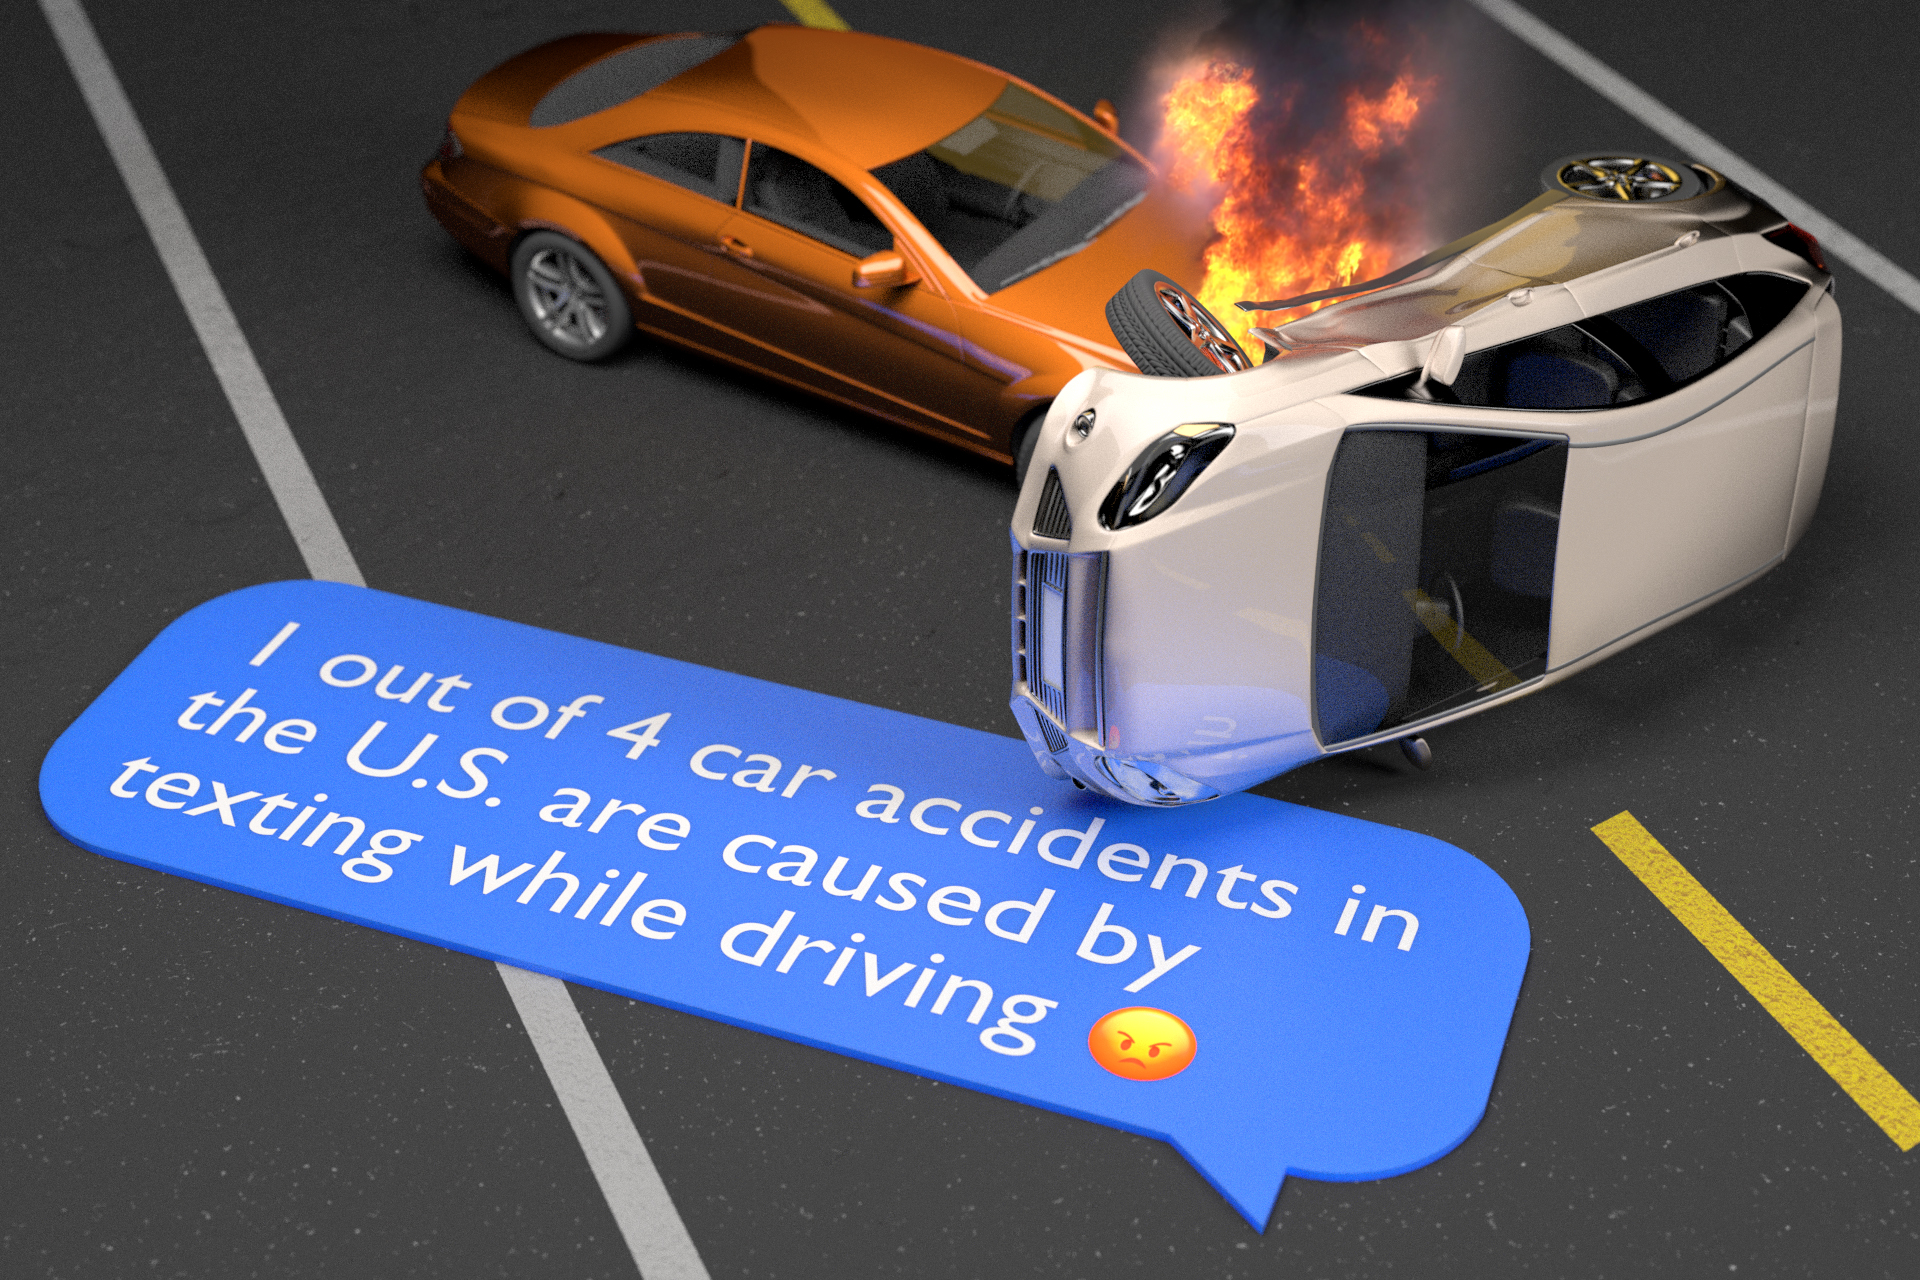 1 out of 4 car accidents in
the U.S. are caused by
texting while driving 😡